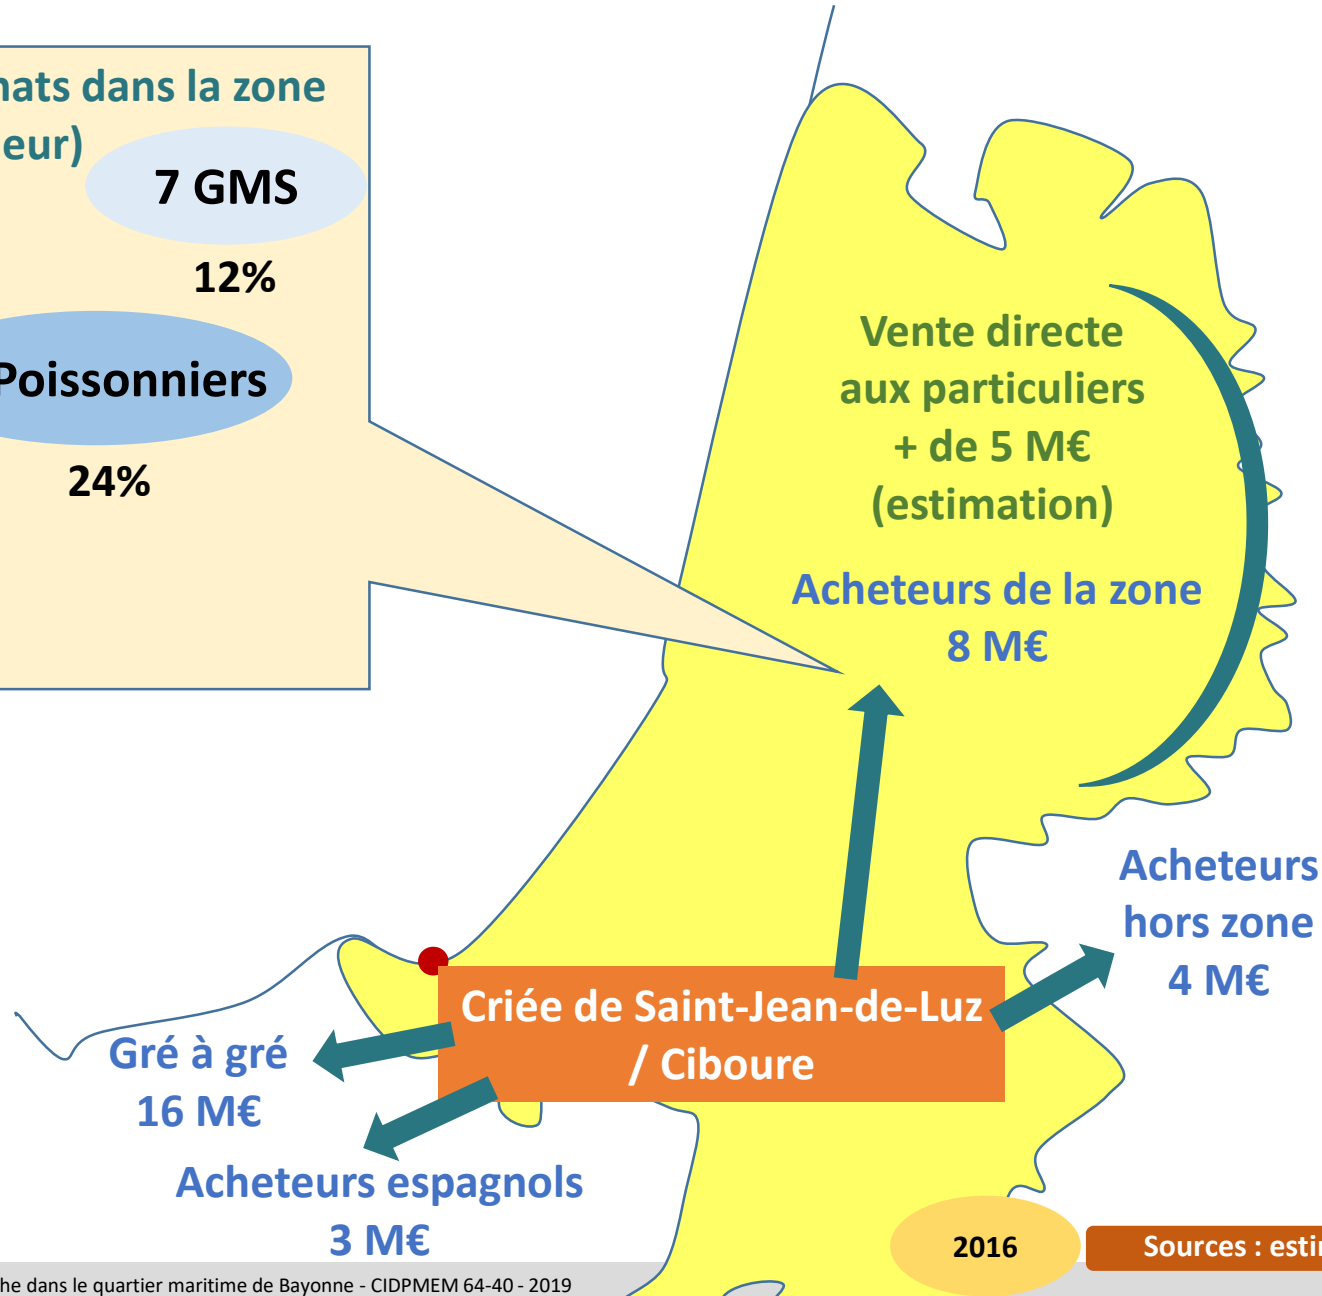 nats dans la zone
eur)
7 GMS
12%
Poissonniers
24%
Vente directe
aux particuliers
+ de 5 M€
(estimation)
Acheteurs de la zone
8 M€
Acheteurs
hors zone
4 M€
Criée de Saint-Jean-de-Luz
/ Ciboure
Gré à gré
16 M€
Acheteurs espagnols
3 M€
2016
Sources : estir
he dans le quartier maritime de Bayonne - CIDPMEM 64-40 - 2019